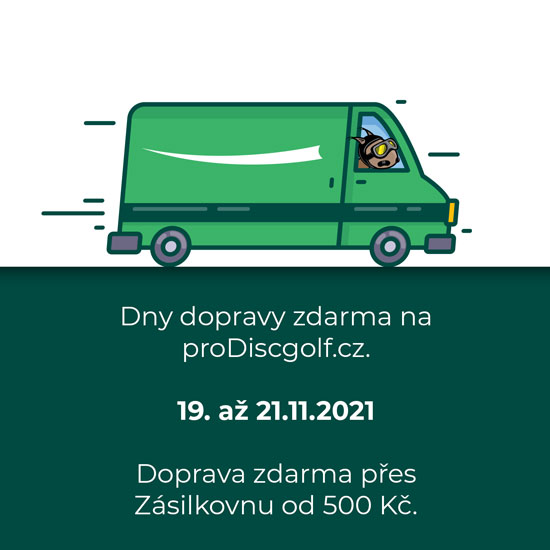 Dny dopravy zdarma na
proDiscgolf.cz.
19. až 21.11.2021
Doprava zdarma přes
Zásilkovnu od 500 Kč.